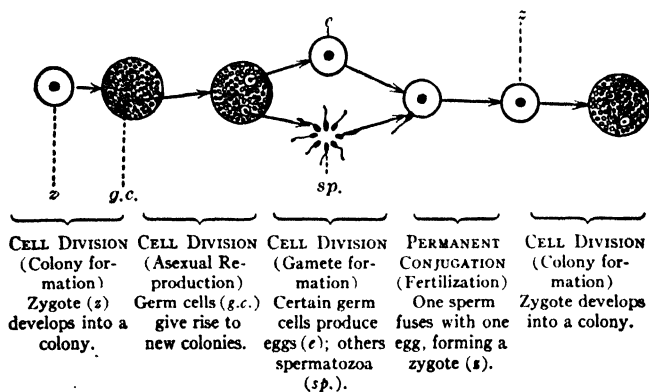 e
z
z
g.c.
sp.
CELL DIVISION
(Colony for-
mation)
Zygote (z)
develops into a
colony.
CELL DIVISION
(Asexual Re-
production)
Germ cells (g.c.)
give rise to
new colonies.
CELL DIVISION
(Gamete for-
mation)
Certain germ
cells produce
eggs (e); others
spermatozoa
(sp.).
PERMANENT
CONJUGATION
(Fertilization)
One sperm
fuses with one
egg, forming a
zygote (z).
CELL DIVISION
(Colony for-
mation)
Zygote develops
into a colony.